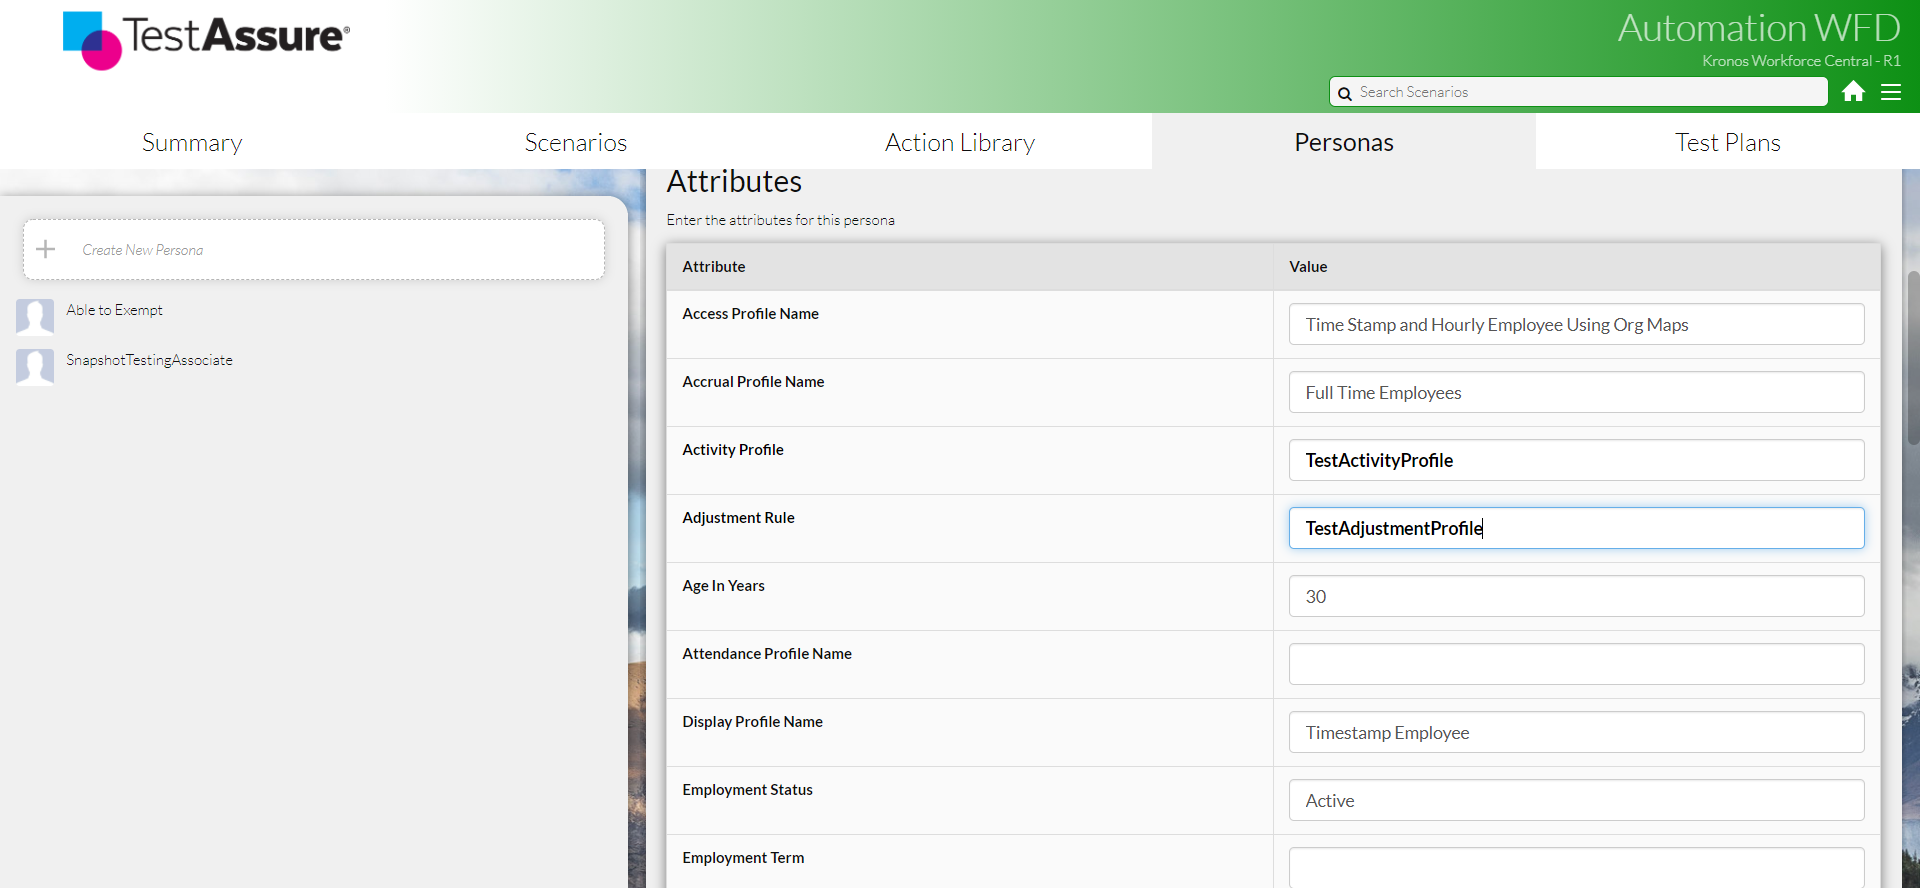 TestAssure®
Automation WFD
Kronos Workforce Central - R1
Search Scenarios
Summary
Scenarios
Action Library
Personas
Test Plans
Create New Persona
Able to Exempt
SnapshotTestingAssociate
Attributes
Enter the attributes for this persona
Attribute Value
Access Profile Name Time Stamp and Hourly Employee Using Org Maps
Accrual Profile Name Full Time Employees
Activity Profile TestActivityProfile
Adjustment Rule TestAdjustmentProfile
Age In Years 30
Attendance Profile Name
Display Profile Name Timestamp Employee
Employment Status Active
Employment Term